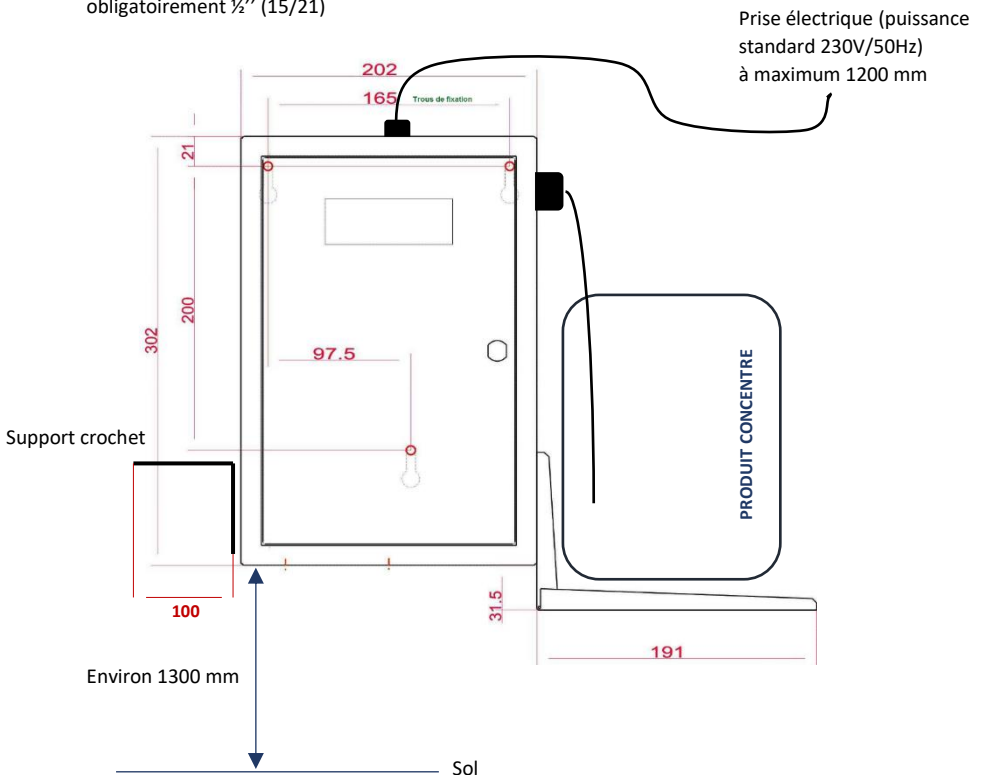 obligatoirement ½’’ (15/21)
Prise électrique (puissance
standard 230V/50Hz)
à maximum 1200 mm
202
165 Trous de fixation
21
200
302
97.5
Support crochet
PRODUIT CONCENTRE
100
31.5
191
Environ 1300 mm
Sol